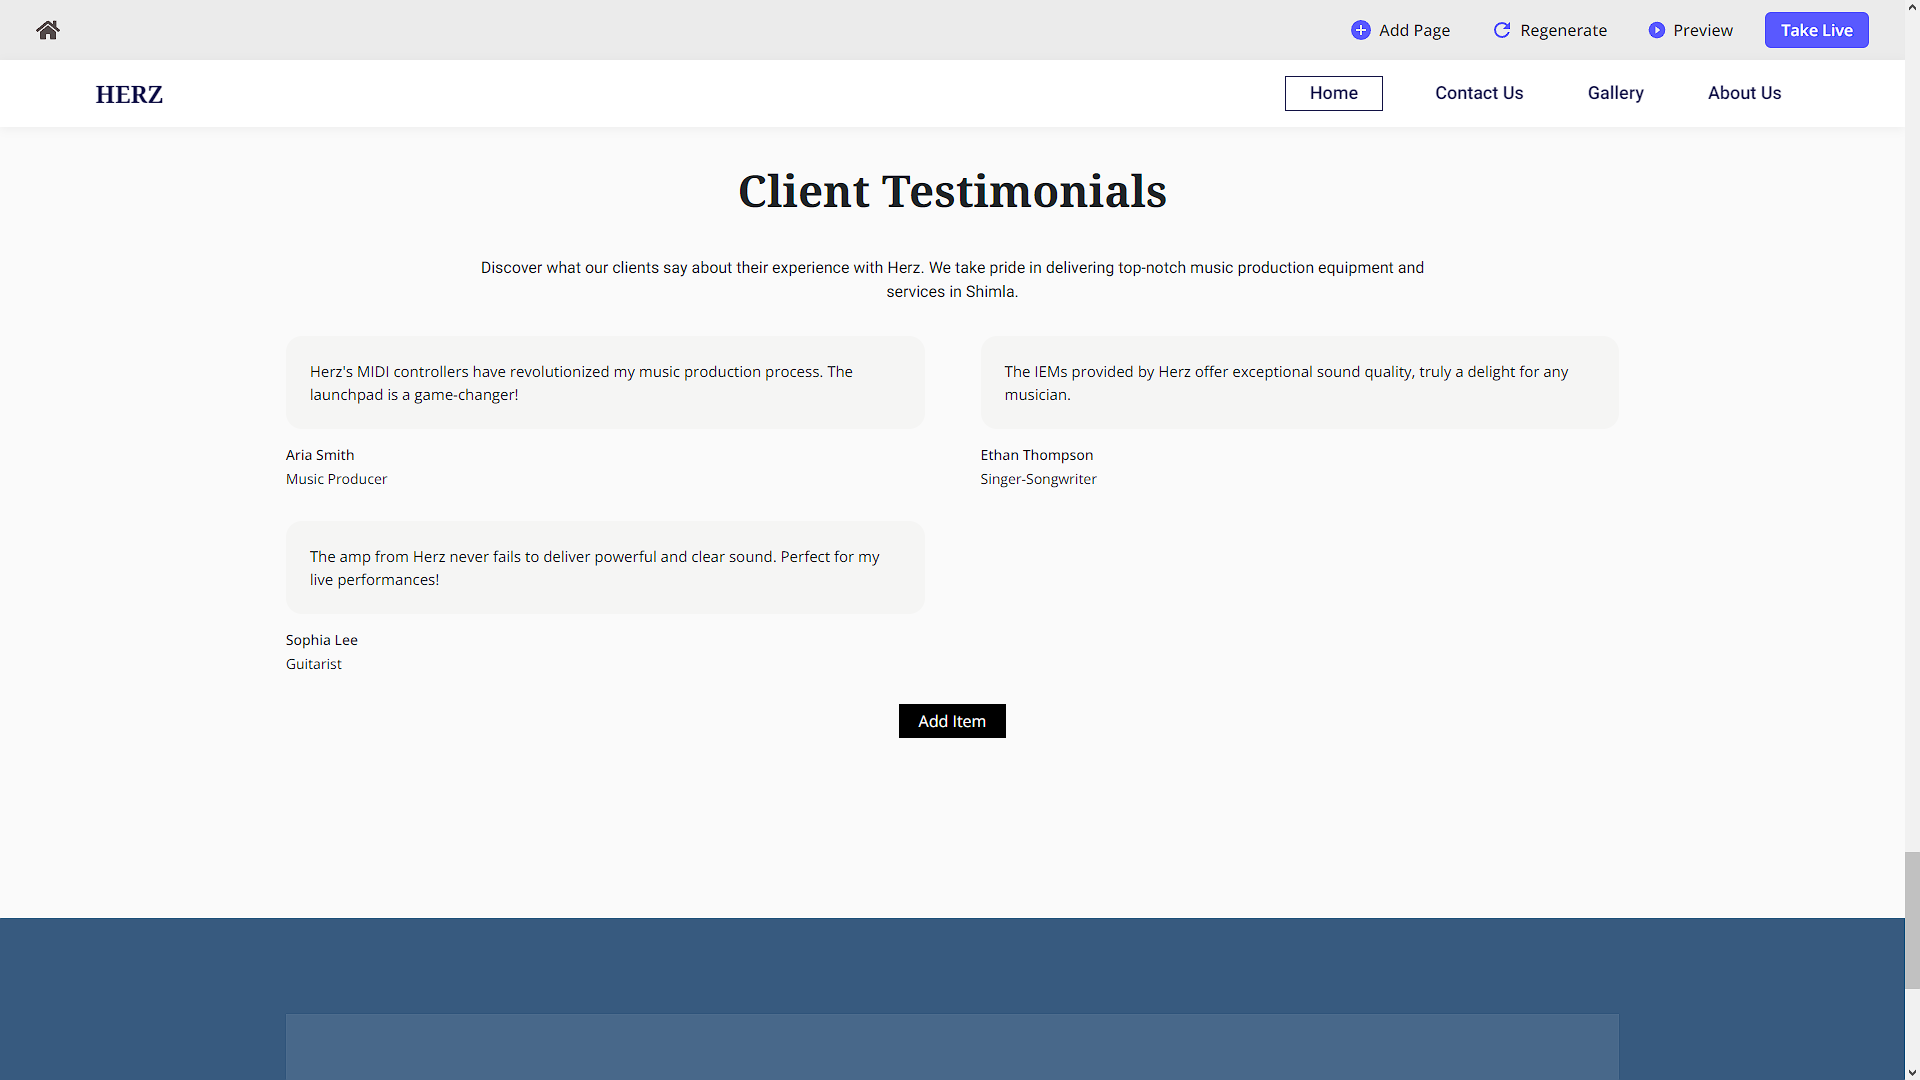 Add Page
Regenerate
Preview
Take Live
HERZ
Home
Contact Us
Gallery
About Us
Client Testimonials
Discover what our clients say about their experience with Herz. We take pride in delivering top-notch music production equipment and
services in Shimla.
Herz's MIDI controllers have revolutionized my music production process. The
launchpad is a game-changer!
Aria Smith
Music Producer
The IEMs provided by Herz offer exceptional sound quality, truly a delight for any
musician.
Ethan Thompson
Singer-Songwriter
The amp from Herz never fails to deliver powerful and clear sound. Perfect for my
live performances!
Sophia Lee
Guitarist
Add Item